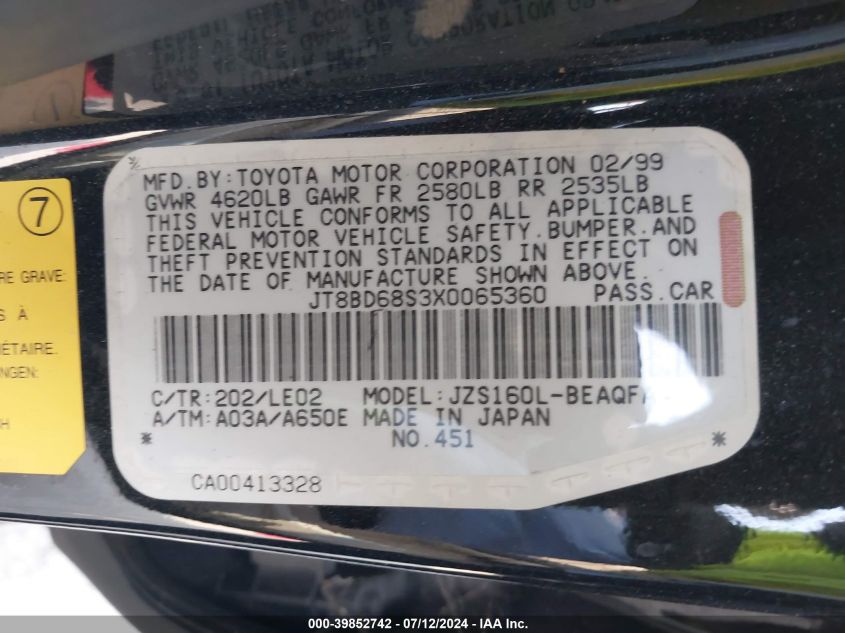 MFD.BY:TOYOTA MOTOR CORPORATION 02/99
GVWR 4620LB GAWR FR 2580LB RR 2535LB
THIS VEHICLE CONFORMS TO ALL APPLICABLE
FEDERAL MOTOR VEHICLE SAFETY.BUMPER.AND
THEFT PREVENTION STANDARDS IN EFFECT ON
THE DATE OF MANUFACTURE SHOWN ABOVE.
JT8BD68S3X0065360 PASS.CAR
C/TR:202/LE02 MODEL:JZS160L-BEAQF
A/TM:A03A/A650E MADE IN JAPAN
* NO.451 *
CA00413328
7
RE GRAVE:
S À
ÉTAIRE.
NGEN:
H
000-39852742 / 07/12/2024 - IAAI.com